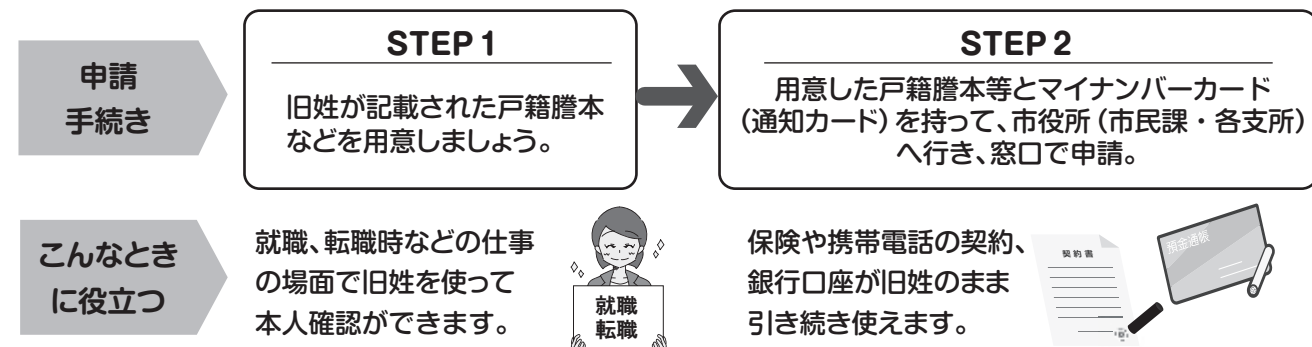 申請
手続き
STEP 1
旧姓が記載された戸籍謄本
などを用意しましょう。
STEP 2
用意した戸籍謄本等とマイナンバーカード
（通知カード）を持って、市役所（市民課・各支所）
へ行き、窓口で申請。
こんなとき
に役立つ
就職、転職時などの仕事
の場面で旧姓を使って
本人確認ができます。
就職
転職
保険や携帯電話の契約、
銀行口座が旧姓のまま
引き続き使えます。
契約書
預金通帳